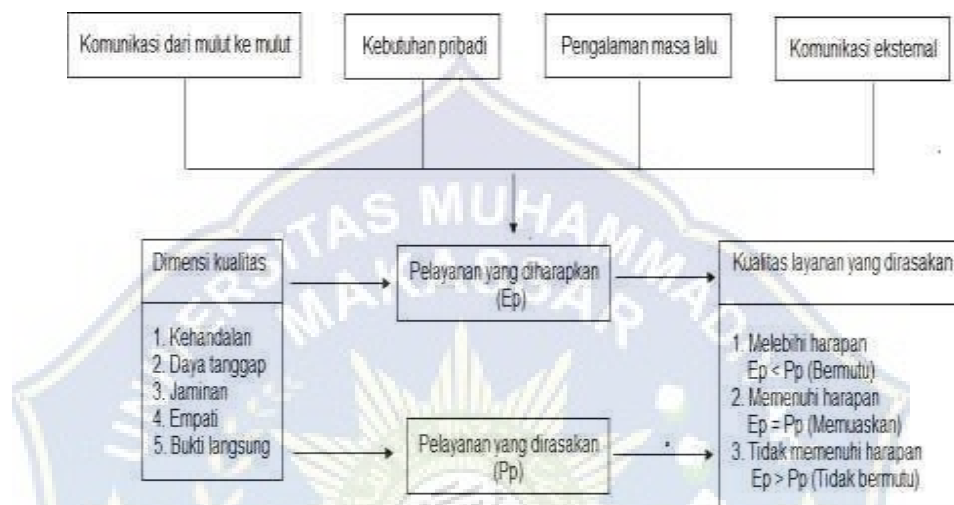 Komunikasi dari mulut ke mulut
Kebutuhan pribadi
Pengalaman masa lalu
Komunikasi eksternal
Dimensi kualitas
1. Kehandalan
2. Daya tanggap
3. Jaminan
4. Empati
5. Bukti langsung
Pelayanan yang diharapkan
(Ep)
Pelayanan yang dirasakan
(Pp)
Kualitas layanan yang dirasakan
1. Melebihi harapan
Ep < Pp (Bermutu)
2. Memenuhi harapan
Ep = Pp (Memuaskan)
3. Tidak memenuhi harapan
Ep > Pp (Tidak bermutu)
ERSITAS MUHAMMAD
MAKASSAR